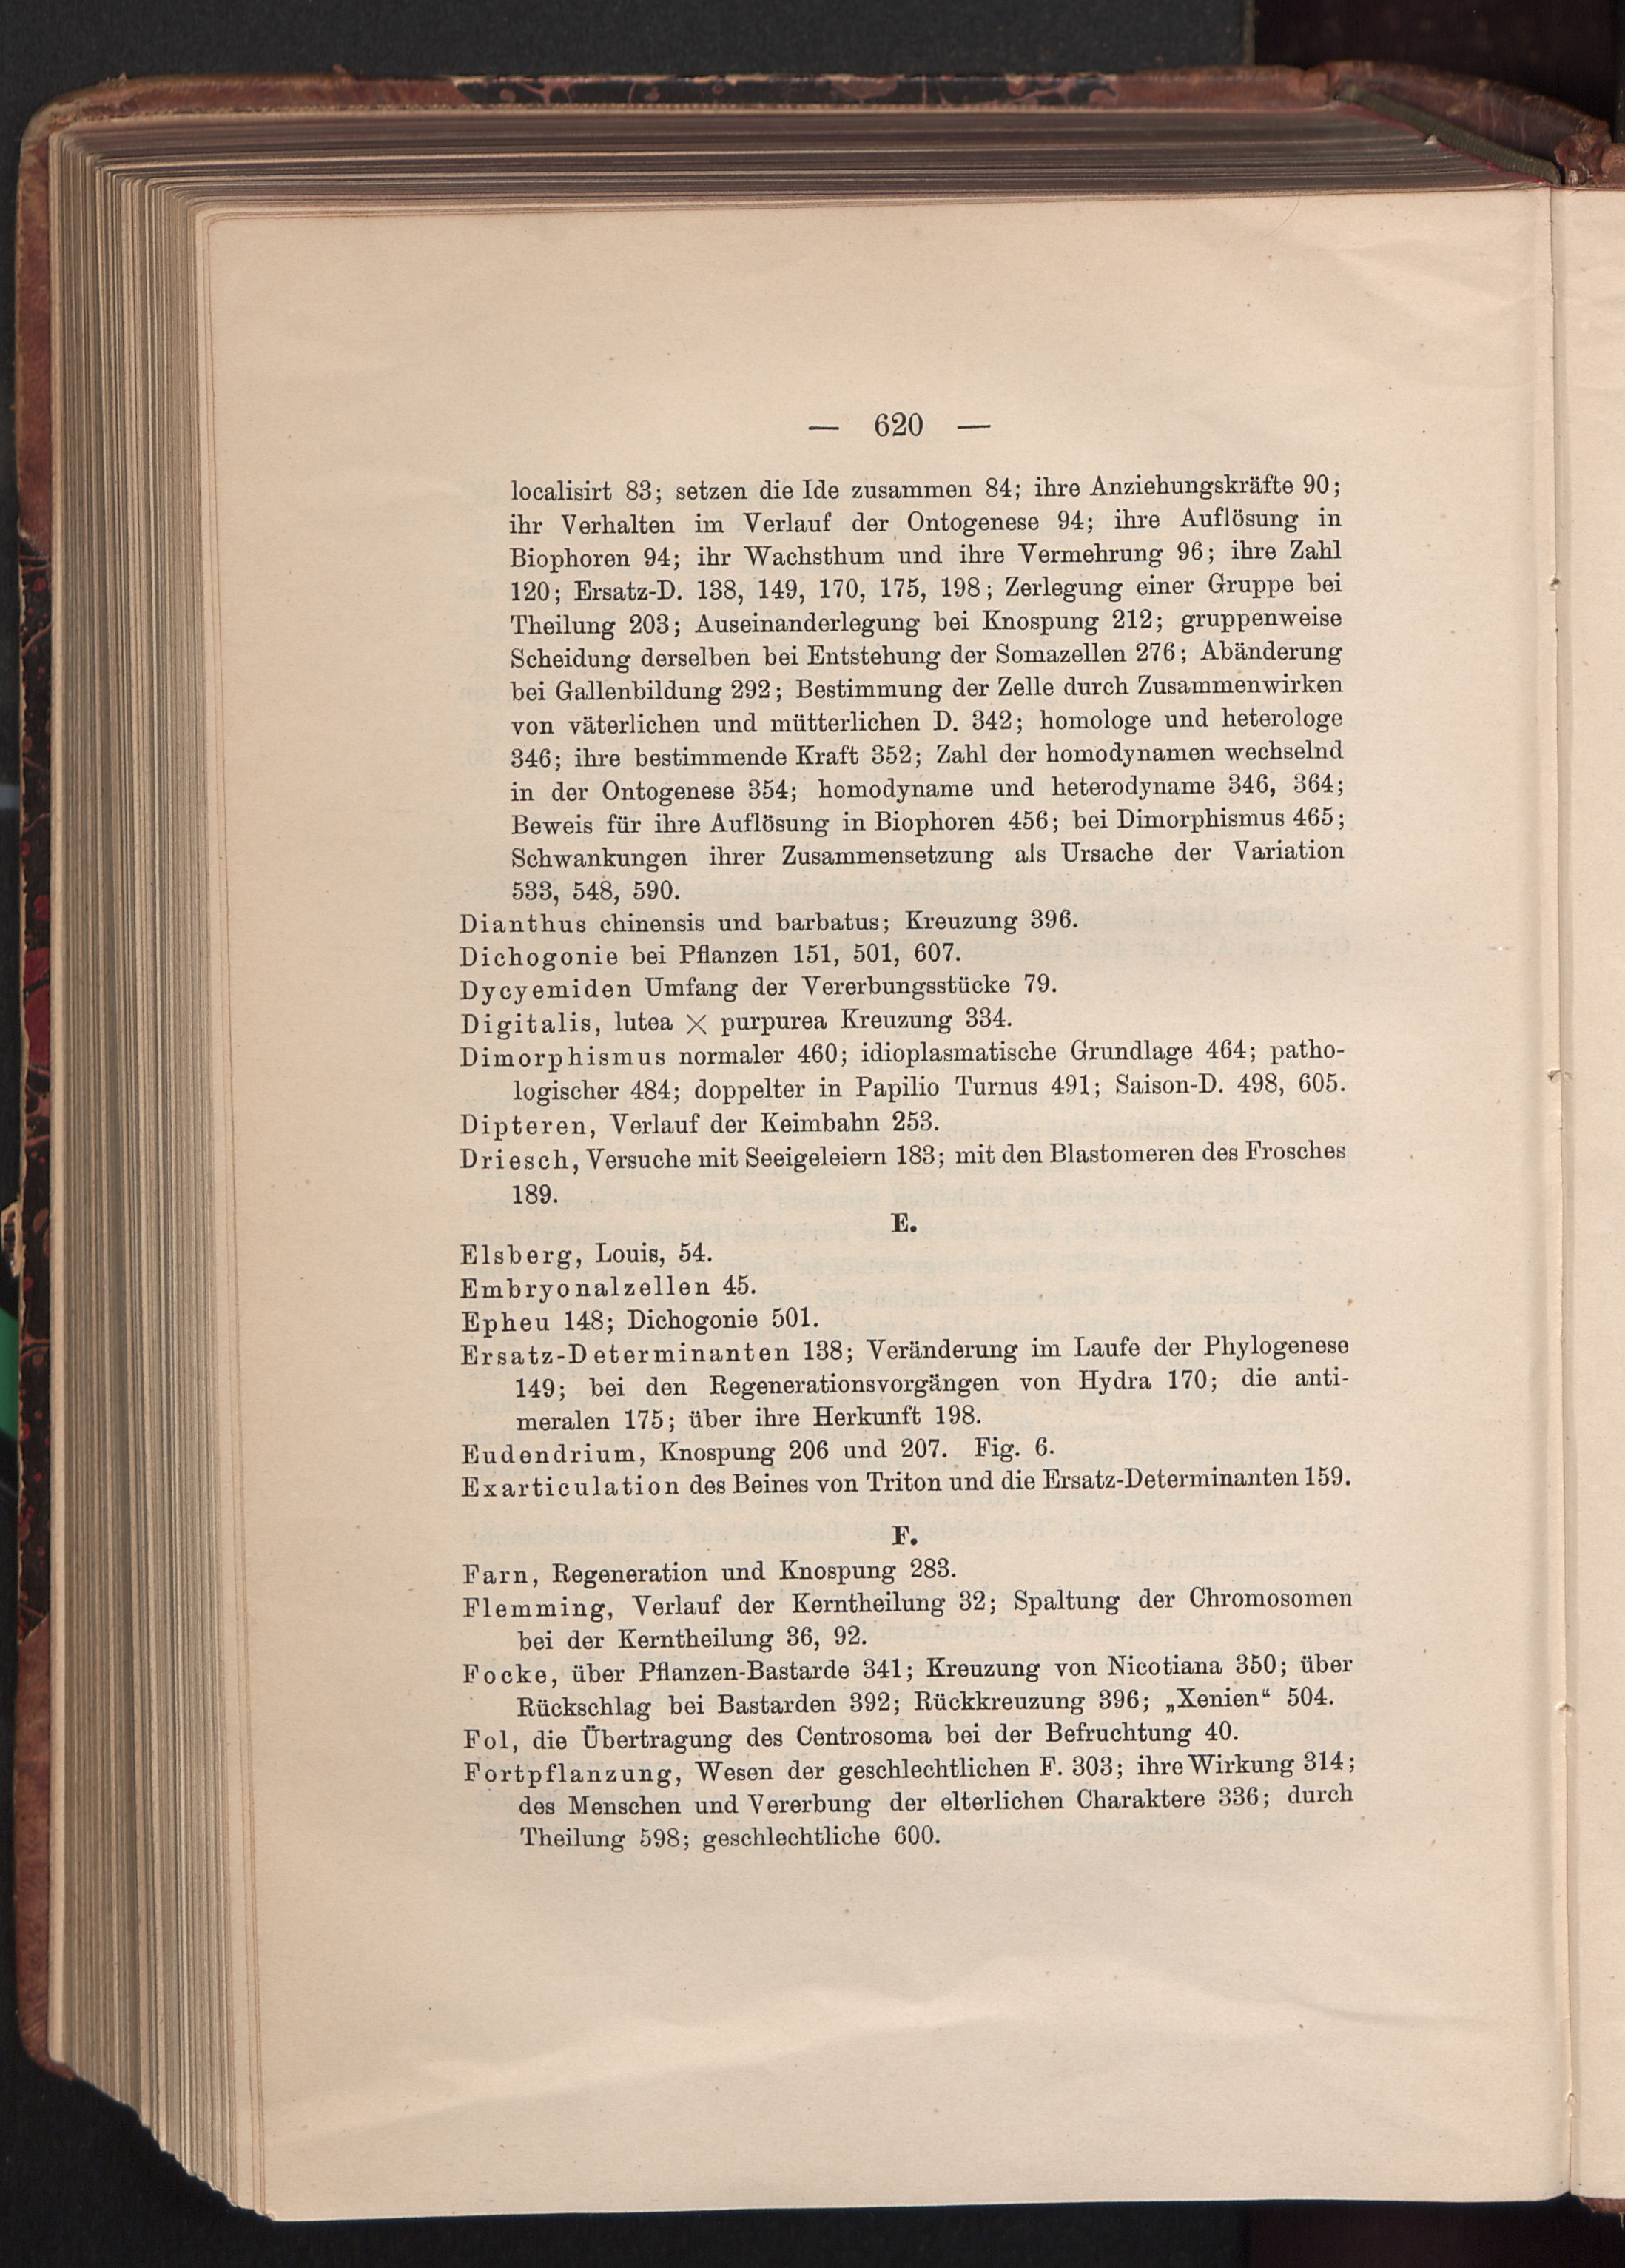 — 620 —
localisirt 83; setzen die Ide zusammen 84; ihre Anziehungskräfte 90;
ihr Verhalten im Verlauf der Ontogenese 94; ihre Auflösung in
Biophoren 94; ihr Wachsthum und ihre Vermehrung 96; ihre Zahl
120; Ersatz-D. 138, 149, 170, 175, 198; Zerlegung einer Gruppe bei
Theilung 203; Auseinanderlegung bei Knospung 212; gruppenweise
Scheidung derselben bei Entstehung der Somazellen 276; Abänderung
bei Gallenbildung 292; Bestimmung der Zelle durch Zusammenwirken
von väterlichen und mütterlichen D. 342; homologe und heterologe
346; ihre bestimmende Kraft 352; Zahl der homodynamen wechselnd
in der Ontogenese 354; homodyname und heterodyname 346, 364;
Beweis für ihre Auflösung in Biophoren 456; bei Dimorphismus 465;
Schwankungen ihrer Zusammensetzung als Ursache der Variation
533, 548, 590.
Dianthus chinensis und barbatus; Kreuzung 396.
Dichogonie bei Pflanzen 151, 501, 607.
Dycyemiden Umfang der Vererbungsstücke 79.
Digitalis, lutea × purpurea Kreuzung 334.
Dimorphismus normaler 460; idioplasmatische Grundlage 464; patho-
logischer 484; doppelter in Papilio Turnus 491; Saison-D. 498, 605.
Dipteren, Verlauf der Keimbahn 253.
Driesch, Versuche mit Seeigeleiern 183; mit den Blastomeren des Frosches
189.
E.
Elsberg, Louis, 54.
Embryonalzellen 45.
Epheu 148; Dichogonie 501.
Ersatz-Determinanten 138; Veränderung im Laufe der Phylogenese
149; bei den Regenerationsvorgängen von Hydra 170; die anti-
meralen 175; über ihre Herkunft 198.
Eudendrium, Knospung 206 und 207. Fig. 6.
Exarticulation des Beines von Triton und die Ersatz-Determinanten 159.
F.
Farn, Regeneration und Knospung 283.
Flemming, Verlauf der Kerntheilung 32; Spaltung der Chromosomen
bei der Kerntheilung 36, 92.
Focke, über Pflanzen-Bastarde 341; Kreuzung von Nicotiana 350; über
Rückschlag bei Bastarden 392; Rückkreuzung 396; „Xenien“ 504.
Fol, die Übertragung des Centrosoma bei der Befruchtung 40.
Fortpflanzung, Wesen der geschlechtlichen F. 303; ihre Wirkung 314;
des Menschen und Vererbung der elterlichen Charaktere 336; durch
Theilung 598; geschlechtliche 600.